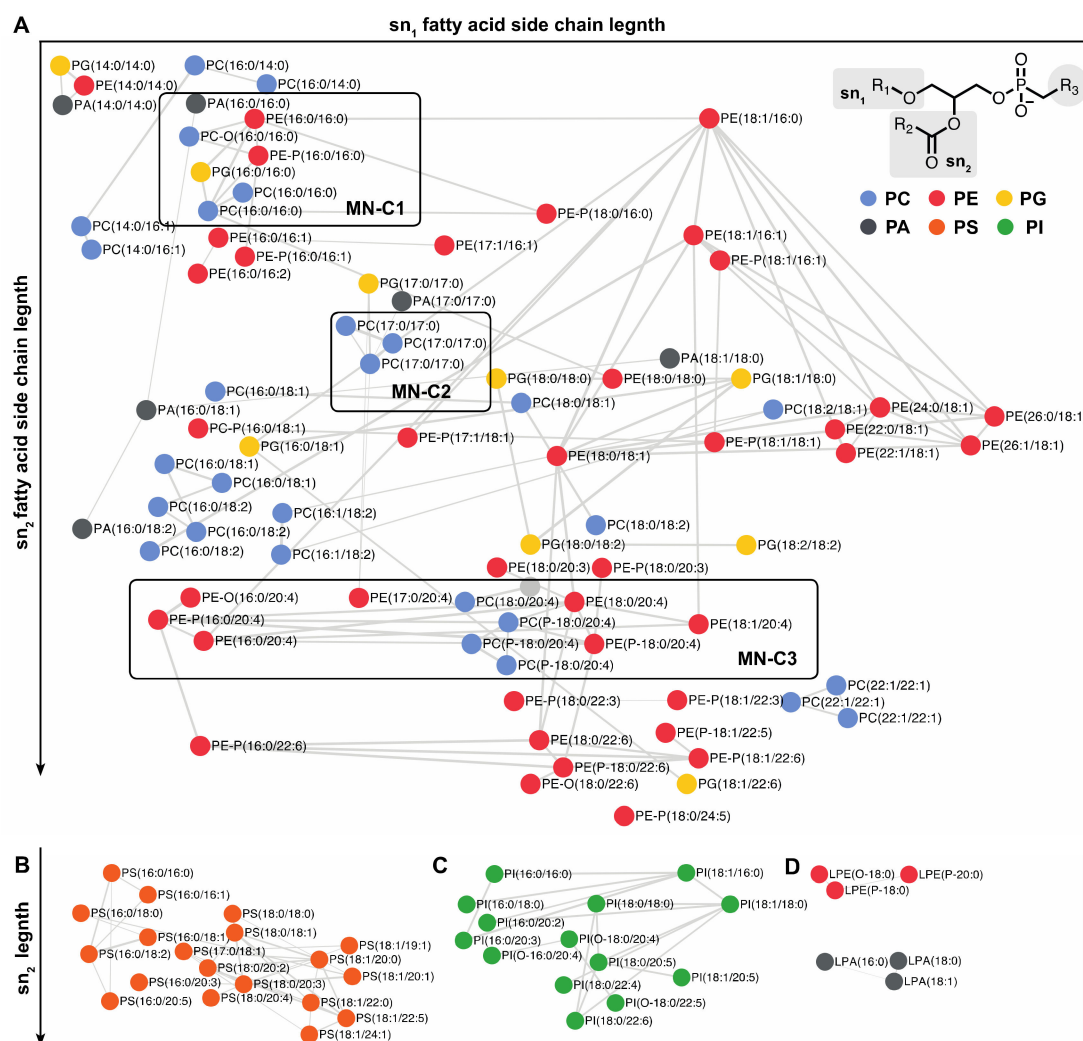 A
sn1 fatty acid side chain legnth
PG(14:0/14:0)
PC(16:0/14:0)
PE(14:0/14:0)
PC(16:0/14:0)
PA(14:0/14:0)
PA(16:0/16:0)
PE(16:0/16:0)
PE(18:1/16:0)
PC-O(16:0/16:0)
PE-P(16:0/16:0)
PG(16:0/16:0)
PC(16:0/16:0)
PC(16:0/16:0)
MN-C1
PE-P(18:0/16:0)
sn1
R1
O
O
P
O
O−
R3
R2
O
O
sn2
PC
PE
PG
PA
PS
PI
PC(14:0/16:1)
PE(16:0/16:1)
PE(17:1/16:1)
PE(18:1/16:1)
PC(14:0/16:1)
PE-P(16:0/16:1)
PE-P(18:1/16:1)
PE(16:0/16:2)
PG(17:0/17:0)
PA(17:0/17:0)
PC(17:0/17:0)
PC(17:0/17:0)
PC(17:0/17:0)
MN-C2
sn2 fatty acid side chain legnth
PA(18:1/18:0)
PG(18:0/18:0)
PE(18:0/18:0)
PG(18:1/18:0)
PC(16:0/18:1)
PC(18:0/18:1)
PA(16:0/18:1)
PC(18:2/18:1)
PE(24:0/18:1)
PE(26:0/18:1
PC-P(16:0/18:1)
PE(22:0/18:1)
PE-P(17:1/18:1)
PE-P(18:1/18:1)
PG(16:0/18:1)
PE(26:1/18:1)
PE(18:0/18:1)
PE(22:1/18:1)
PC(16:0/18:1)
PC(16:0/18:1)
PC(16:0/18:2)
PC(16:1/18:2)
PA(16:0/18:2)
PC(16:0/18:2)
PC(18:0/18:2)
PC(16:0/18:2)
PC(16:1/18:2)
PG(18:0/18:2)
PG(18:2/18:2)
PE(18:0/20:3)
PE-P(18:0/20:3)
PE-O(16:0/20:4)
PE(17:0/20:4)
PC(18:0/20:4)
PE(18:0/20:4)
PE-P(16:0/20:4)
PC(P-18:0/20:4)
PE(18:1/20:4)
PE(16:0/20:4)
PC(P-18:0/20:4)
PE(P-18:0/20:4)
PC(P-18:0/20:4)
MN-C3
PC(22:1/22:1)
PE-P(18:0/22:3)
PE-P(18:1/22:3)
PC(22:1/22:1)
PC(22:1/22:1)
PE-P(16:0/22:6)
PE(18:0/22:6)
PE(P-18:1/22:5)
PE-P(18:1/22:6)
PE(P-18:0/22:6)
PE-O(18:0/22:6)
PG(18:1/22:6)
PE-P(18:0/24:5)
B
sn2 legnth
PS(16:0/16:0)
PS(16:0/16:1)
PS(16:0/18:0)
PS(18:0/18:0)
PS(16:0/18:1)
PS(18:0/18:1)
PS(16:0/18:2)
PS(17:0/18:1)
PS(18:1/19:1)
PS(18:1/20:0)
PS(18:0/20:2)
PS(16:0/20:3)
PS(18:0/20:3)
PS(18:1/20:1)
PS(16:0/20:5)
PS(18:0/20:4)
PS(18:1/22:0)
PS(18:1/22:5)
PS(18:1/24:1)
C
PI(16:0/16:0)
PI(18:1/16:0)
PI(16:0/18:0)
PI(18:0/18:0)
PI(18:1/18:0)
PI(16:0/20:2)
PI(16:0/20:3)
PI(O-18:0/20:4)
PI(O-16:0/20:4)
PI(18:0/20:5)
PI(18:1/20:5)
PI(18:0/22:4)
PI(O-18:0/22:5)
PI(18:0/22:6)
D
LPE(O-18:0)
LPE(P-20:0)
LPE(P-18:0)
LPA(16:0)
LPA(18:0)
LPA(18:1)